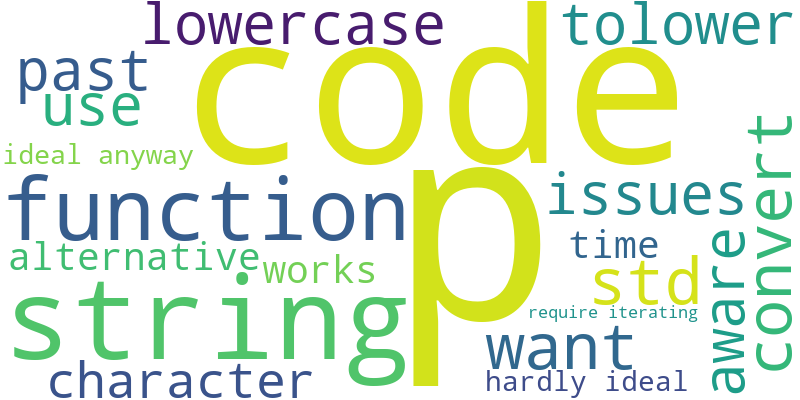 lowercase
tolower
code
past
use
ideal anyway
convert
p
function
issues
time
aware
alternative
works
std
string
require iterating
want
character
hardly ideal